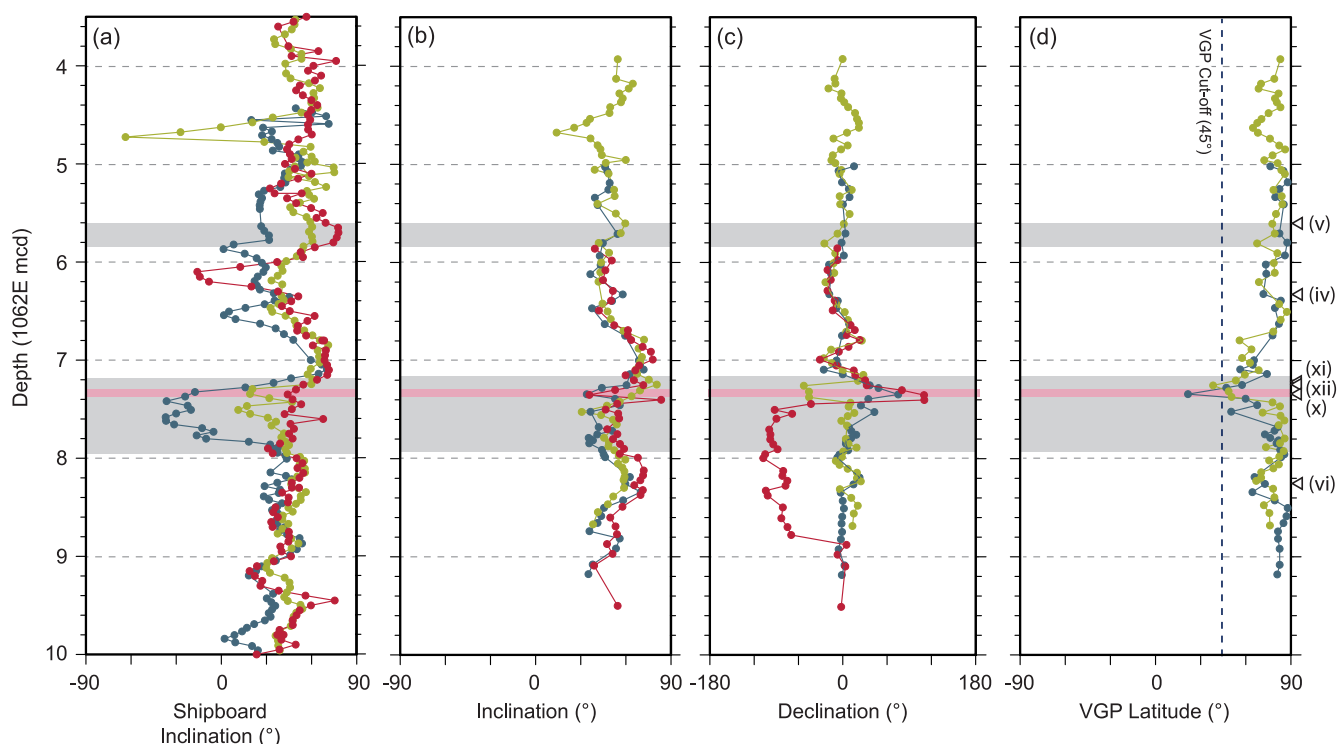 (a)
(b)
(c)
(d)
VGP Cut-off (45°)
Depth (1062E mcd)
4
5
6
7
8
9
10
(v)
(iv)
(xi)
(xii)
(x)
(vi)
-90 0 90
-90 0 90
-180 0 180
-90 0 90
Shipboard
Inclination (°)
Inclination (°)
Declination (°)
VGP Latitude (°)